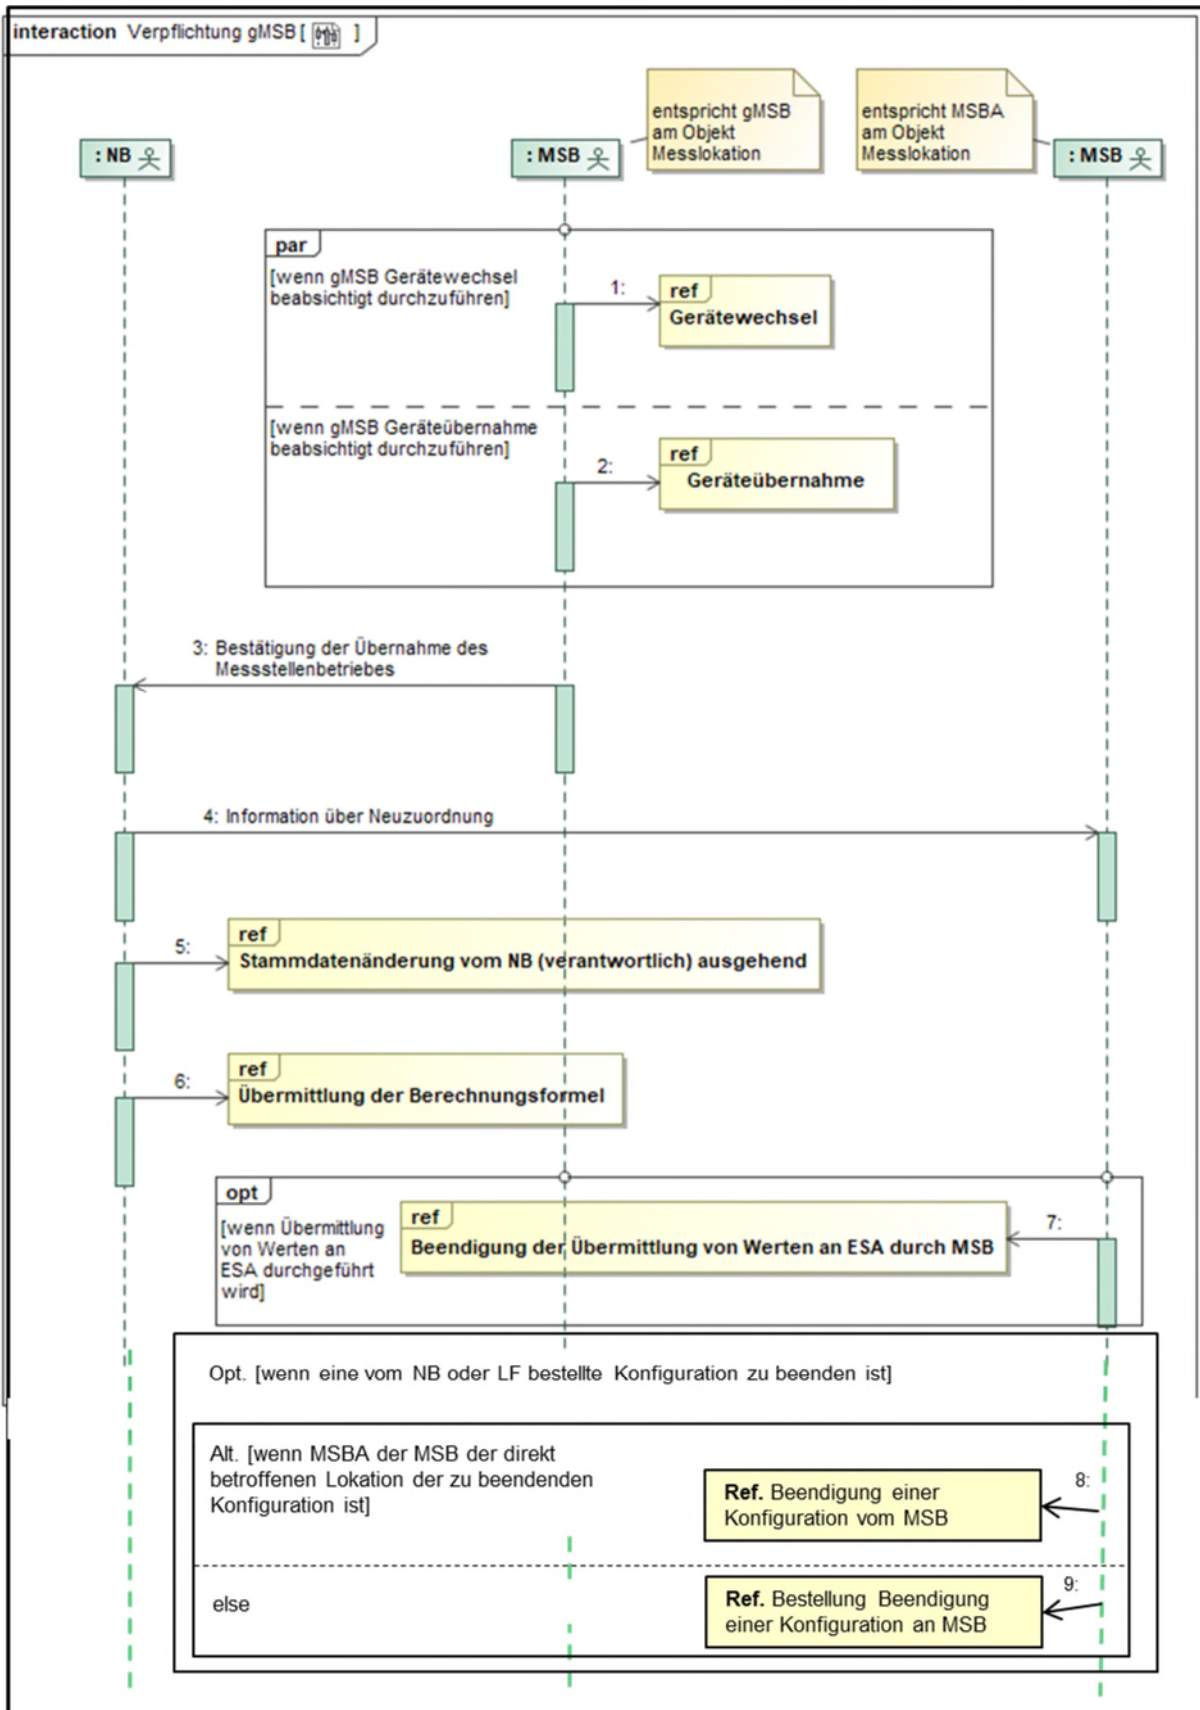 interaction Verpflichtung gMSB [ ]
entspricht gMSB
am Objekt
Messlokation
entspricht MSBA
am Objekt
Messlokation
: NB
: MSB
: MSB
par
[wenn gMSB Gerätewechsel
beabsichtigt durchzuführen]
1:
ref
Gerätewechsel
[wenn gMSB Geräteübernahme
beabsichtigt durchzuführen]
2:
ref
Geräteübernahme
3: Bestätigung der Übernahme des
Messstellenbetriebes
4: Information über Neuzuordnung
5:
ref
Stammdatenänderung vom NB (verantwortlich) ausgehend
6:
ref
Übermittlung der Berechnungsformel
opt
[wenn Übermittlung
von Werten an
ESA durchgeführt
wird]
ref
Beendigung der Übermittlung von Werten an ESA durch MSB
7:
Opt. [wenn eine vom NB oder LF bestellte Konfiguration zu beenden ist]
Alt. [wenn MSBA der MSB der direkt
betroffenen Lokation der zu beendenden
Konfiguration ist]
Ref. Beendigung einer
Konfiguration vom MSB
8:
else
Ref. Bestellung Beendigung
einer Konfiguration an MSB
9: